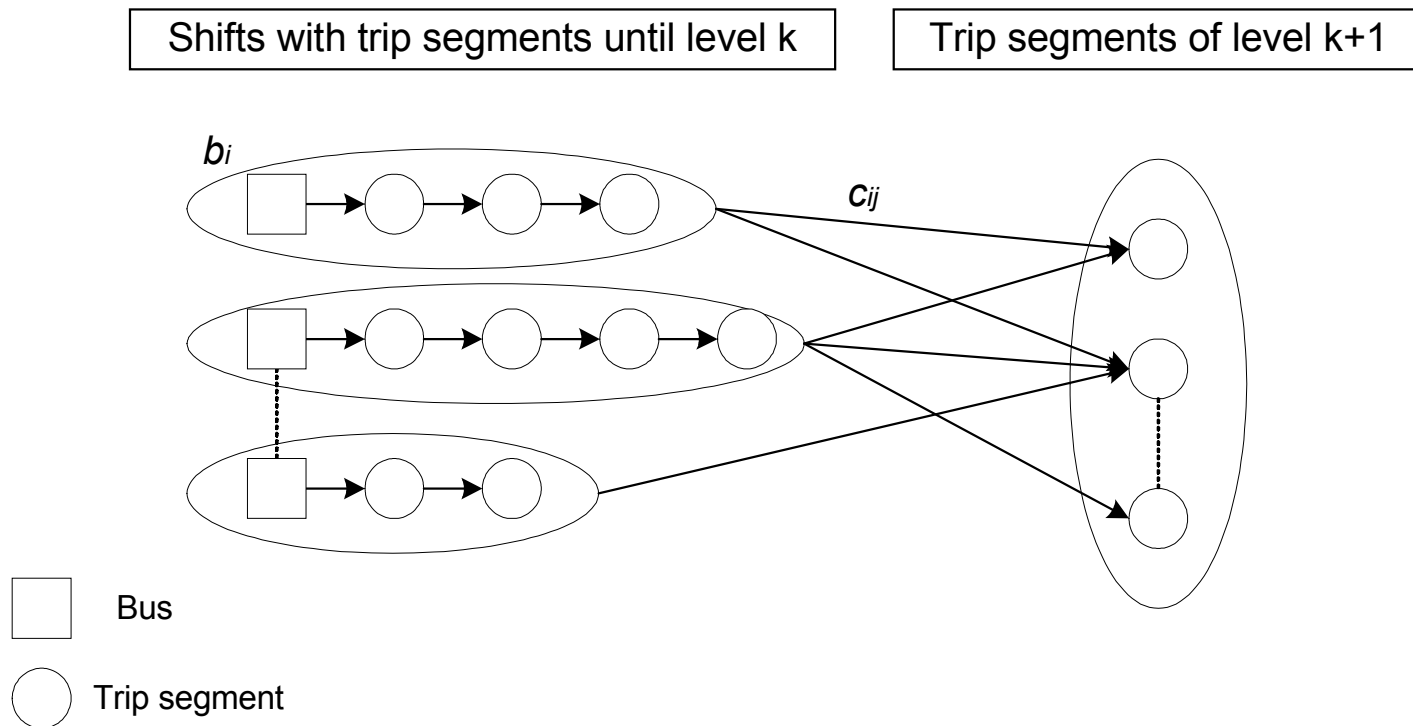 Shifts with trip segments until level k
Trip segments of level k+1
bi
cij
Bus
Trip segment